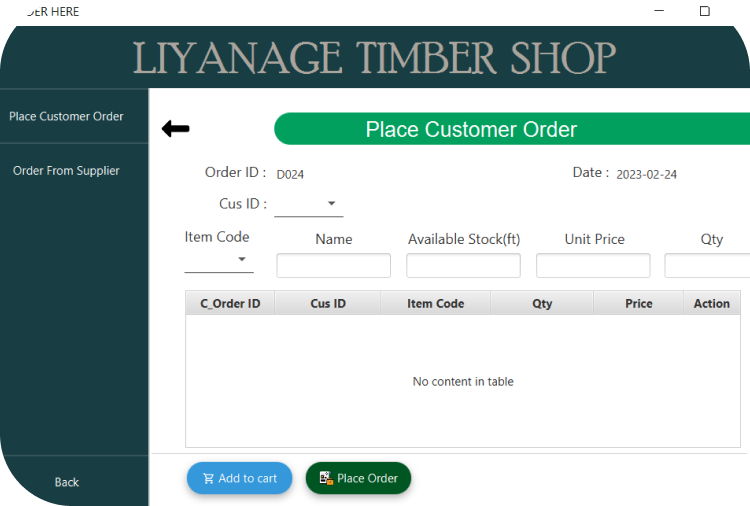 DER HERE
LIYANAGE TIMBER SHOP
Place Customer Order
Order From Supplier
Back
Place Customer Order
Order ID : D024 Date : 2023-02-24
Cus ID :
Item Code Name Available Stock(ft) Unit Price Qty
C_Order ID Cus ID Item Code Qty Price Action
No content in table
Add to cart Place Order